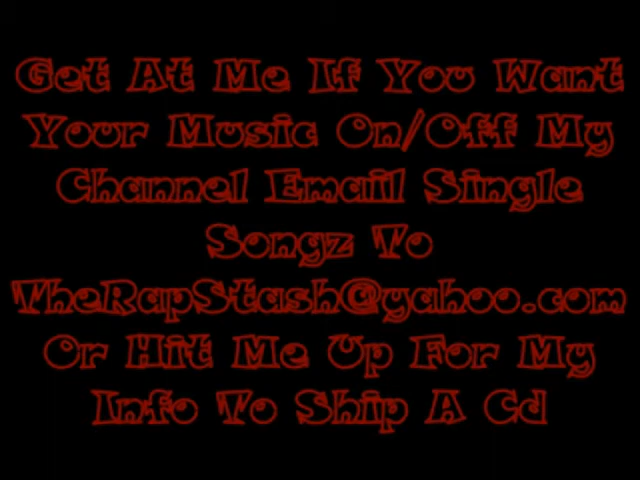 Get At Me If You Want
Your Music On/Off My
Channel Email Single
Songz To
TheRapStash@yahoo.com
Or Hit Me Up For My
Info To Ship A Cd